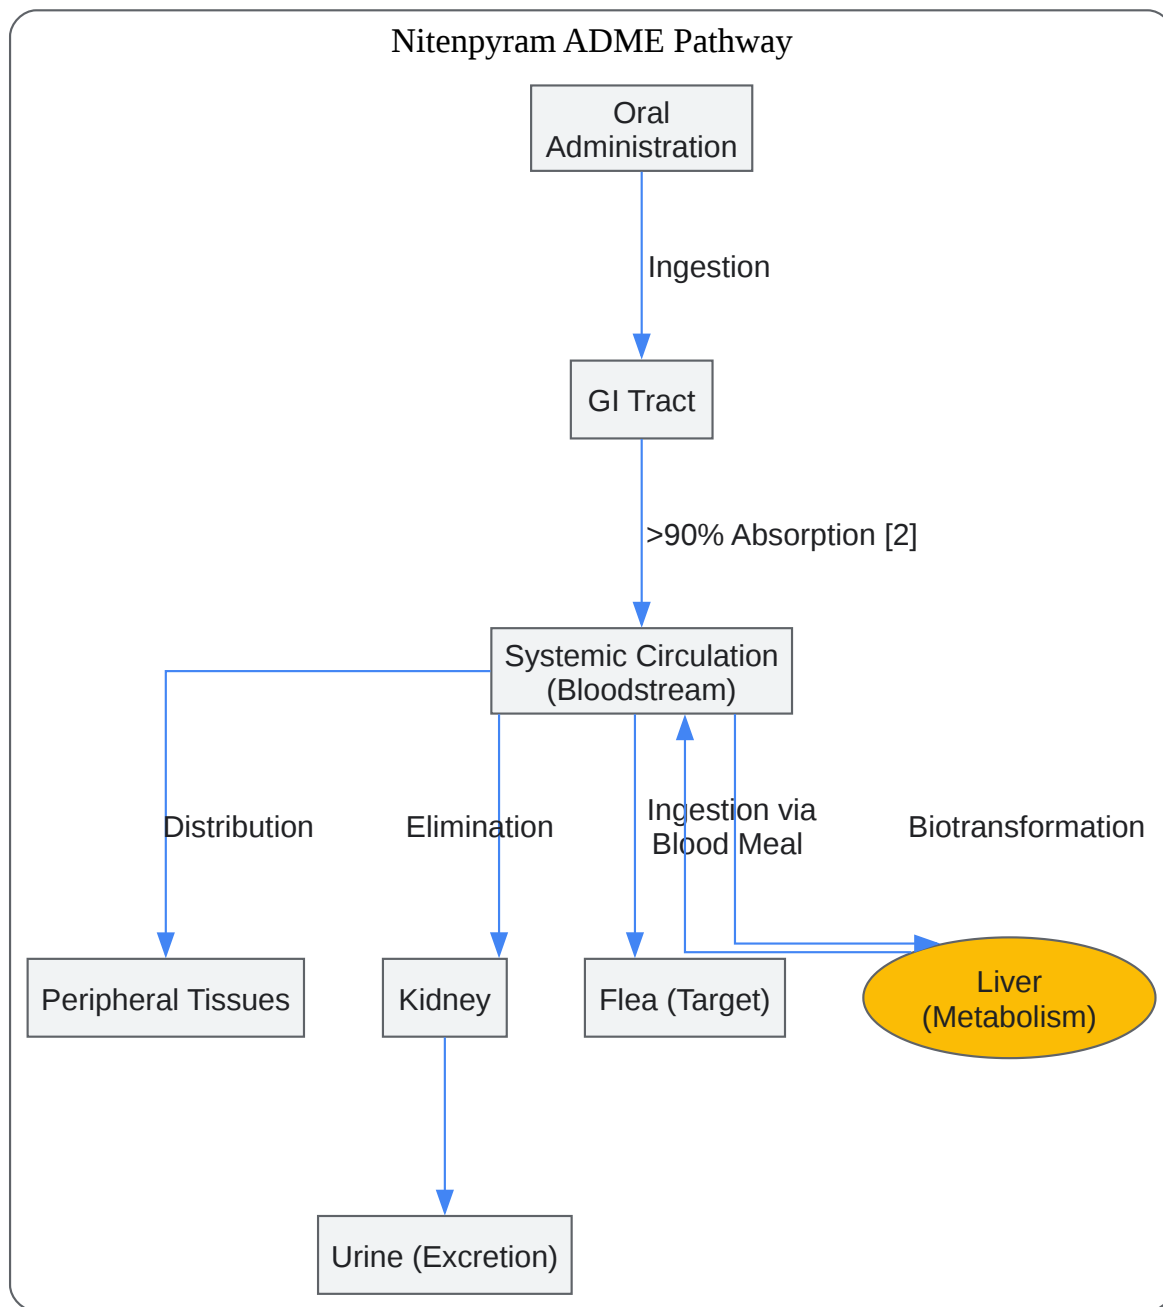 Nitenpyram ADME Pathway
Oral
Administration
Ingestion
GI Tract
>90% Absorption [2]
Systemic Circulation
(Bloodstream)
Distribution
Elimination
Ingestion via
Blood Meal
Biotransformation
Peripheral Tissues
Kidney
Flea (Target)
Liver
(Metabolism)
Urine (Excretion)